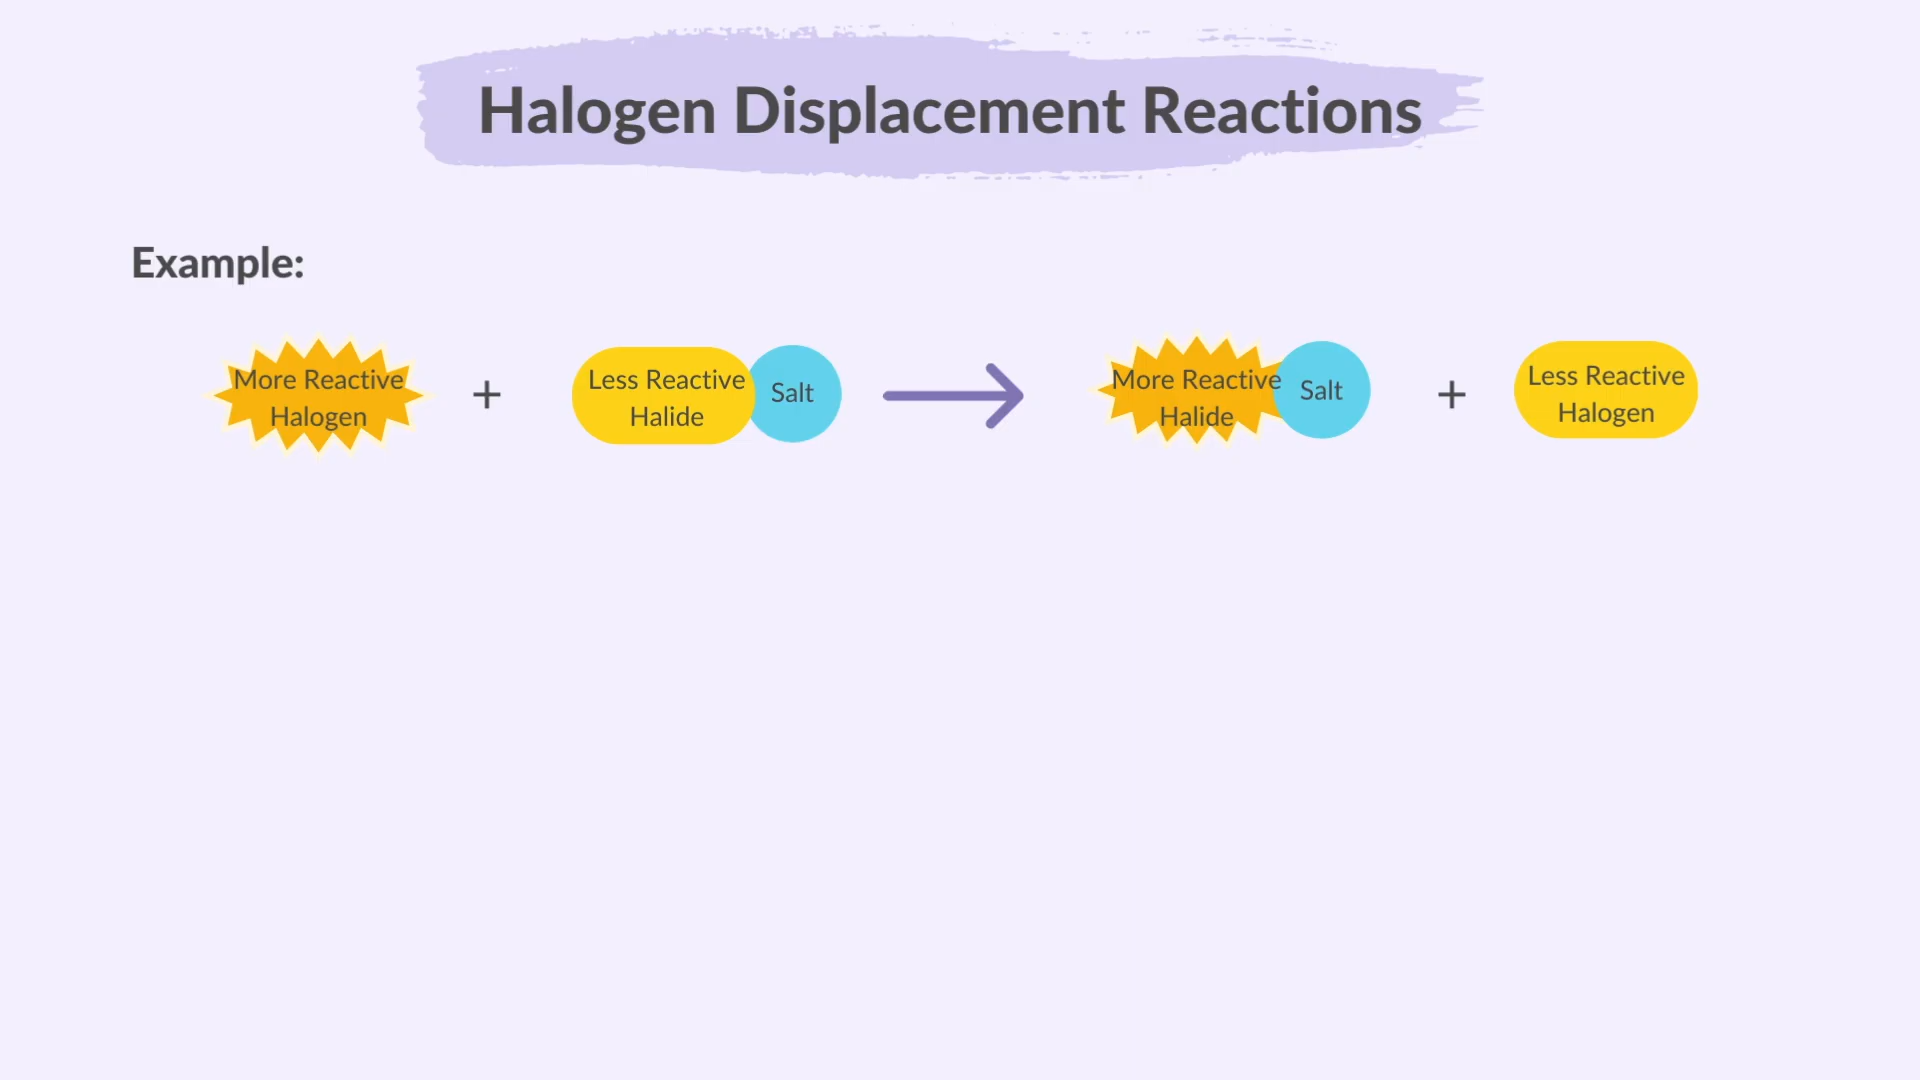 Halogen Displacement Reactions
Example:
More Reactive
Halogen
+
Less Reactive
Halide
Salt
More Reactive
Halide
Salt
+
Less Reactive
Halogen